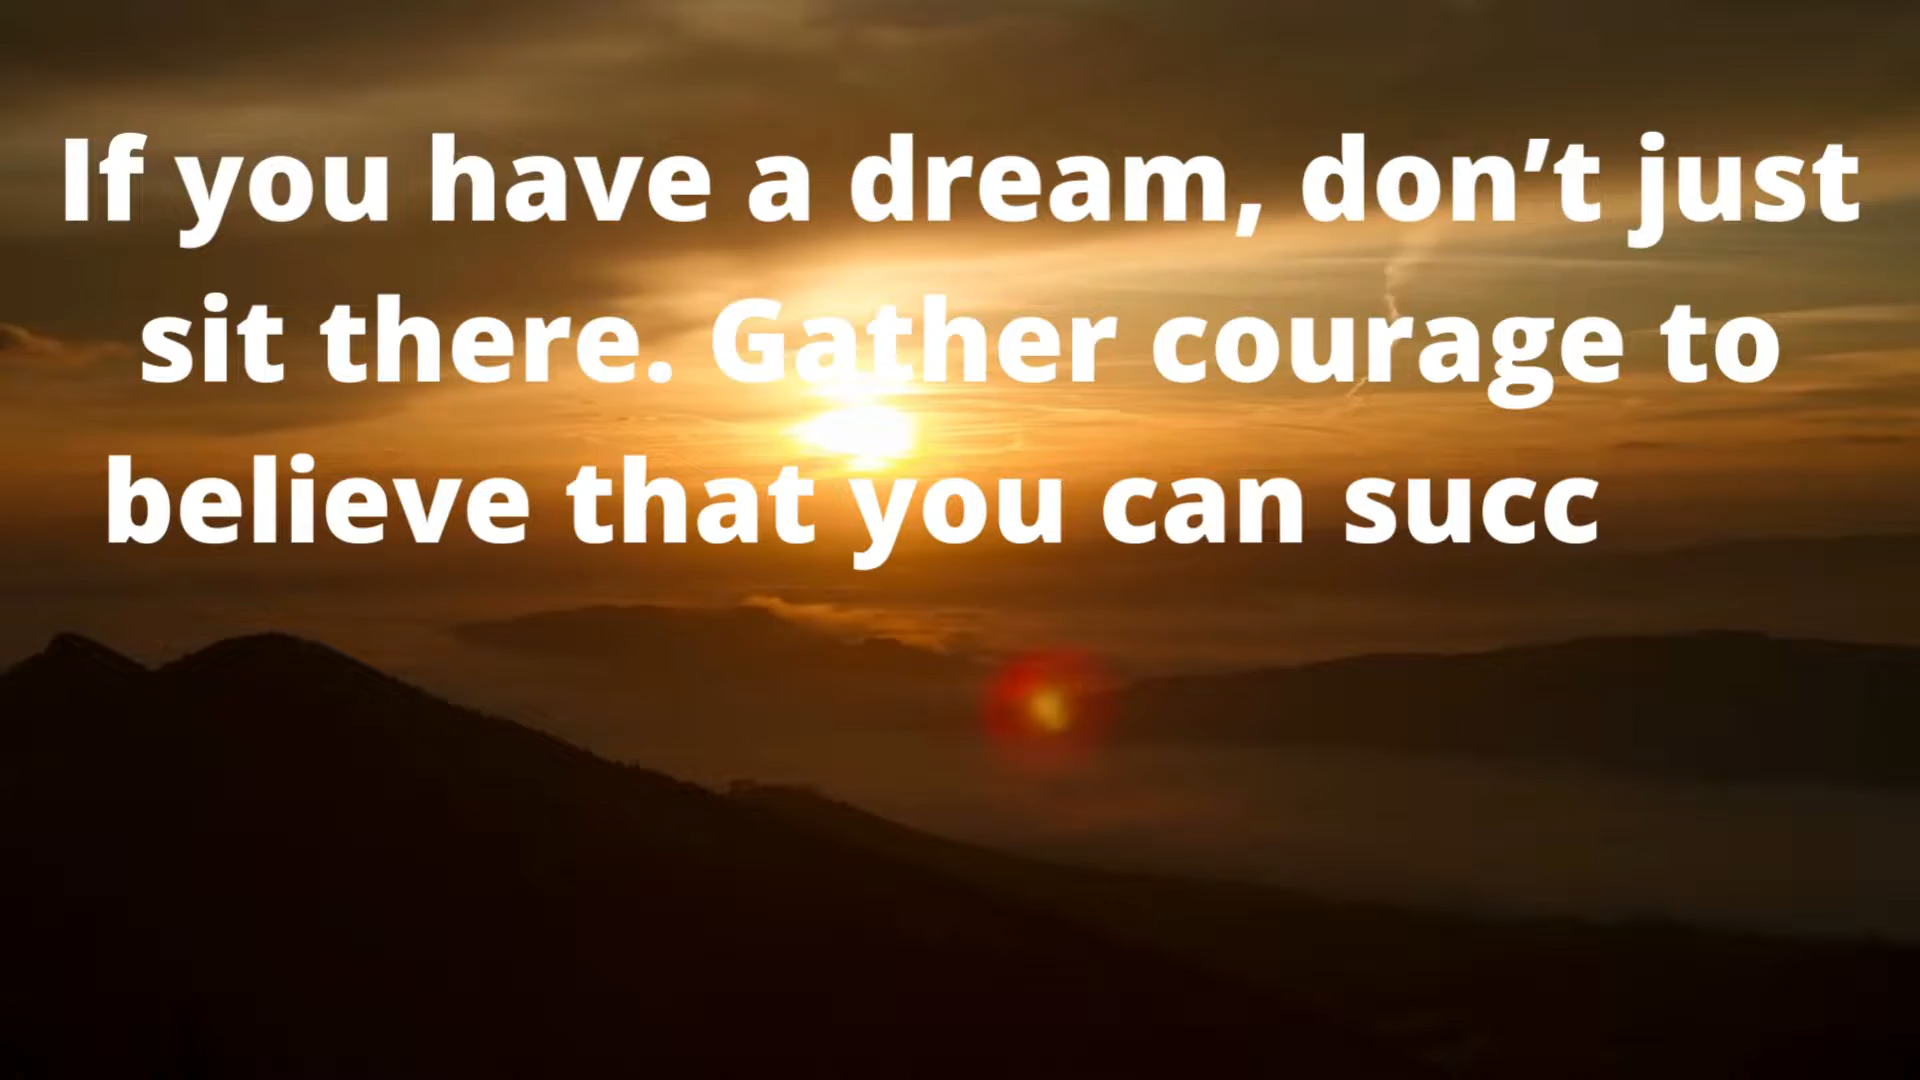 If you have a dream, don’t just
sit there. Gather courage to
believe that you can succ